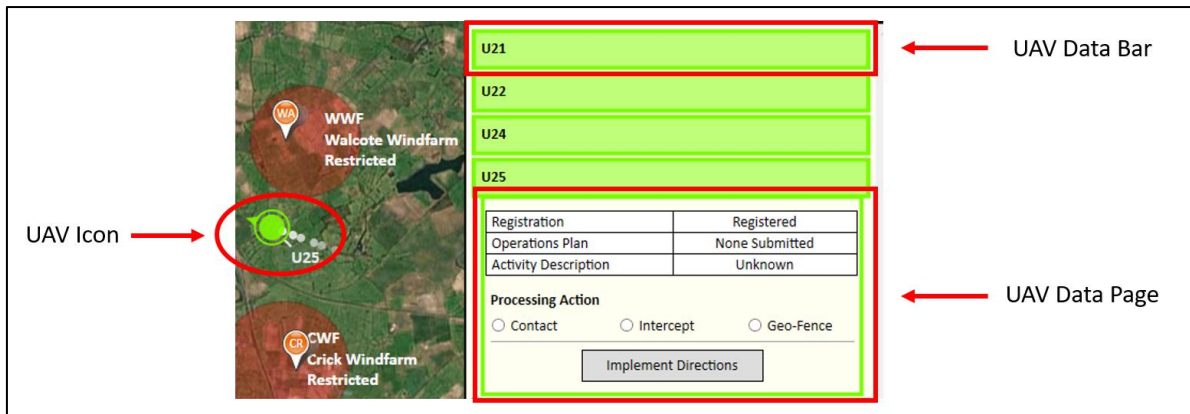 UAV Icon
WA
WWF
Walcote Windfarm
Restricted
U25
CR
CWF
Crick Windfarm
Restricted
U21
U22
U24
U25
Registration Registered
Operations Plan None Submitted
Activity Description Unknown
Processing Action
Contact Intercept Geo-Fence
Implement Directions
UAV Data Bar
UAV Data Page